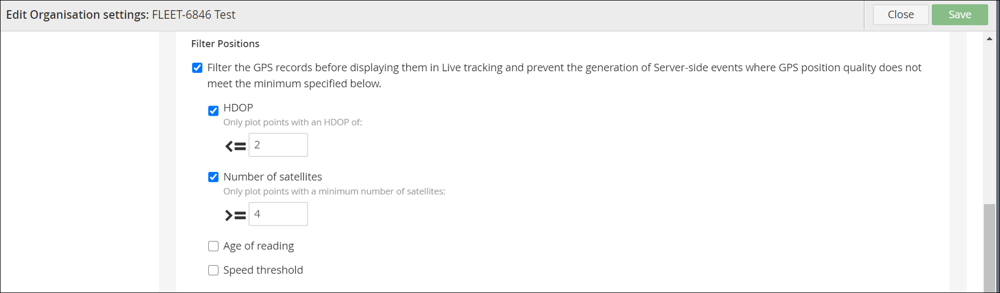 Edit Organisation settings: FLEET-6846 Test
Close
Save
Filter Positions
Filter the GPS records before displaying them in Live tracking and prevent the generation of Server-side events where GPS position quality does not
meet the minimum specified below.
HDOP
Only plot points with an HDOP of:
<= 2
Number of satellites
Only plot points with a minimum number of satellites:
>= 4
Age of reading
Speed threshold